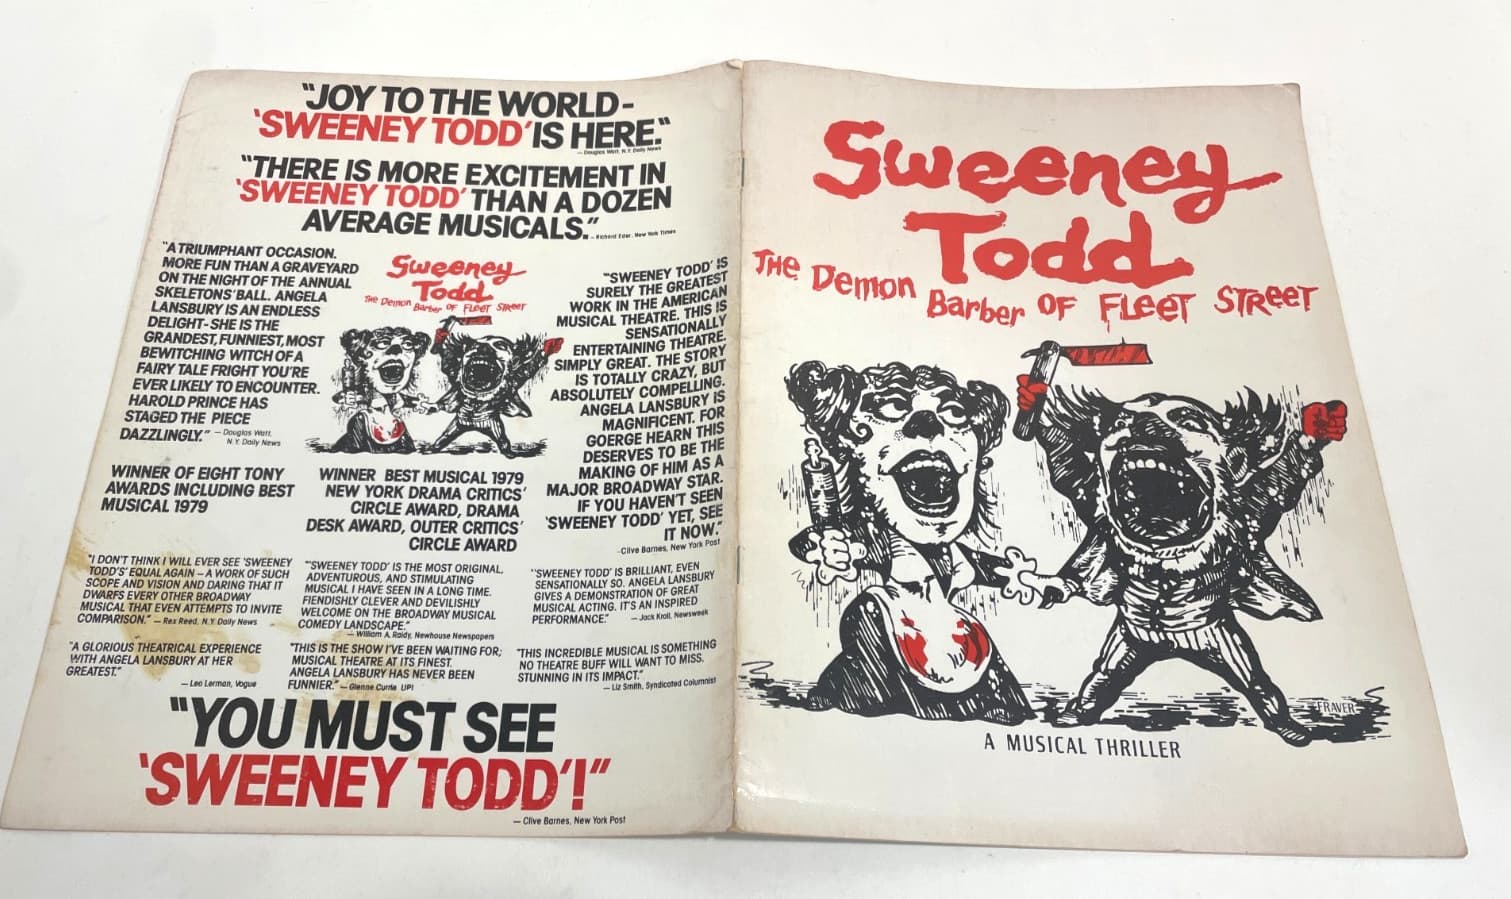 "JOY TO THE WORLD-
'SWEENEY TODD' IS HERE."
— Douglas Watt, N.Y. Daily News
"THERE IS MORE EXCITEMENT IN
'SWEENEY TODD' THAN A DOZEN
AVERAGE MUSICALS."
— Richard Eder, New York Times
"A TRIUMPHANT OCCASION.
MORE FUN THAN A GRAVEYARD
ON THE NIGHT OF THE ANNUAL
SKELETONS' BALL. ANGELA
LANSBURY IS AN ENDLESS
DELIGHT-SHE IS THE
GRANDEST, FUNNIEST, MOST
BEWITCHING WITCH OF A
FAIRY TALE FRIGHT YOU'RE
EVER LIKELY TO ENCOUNTER.
HAROLD PRINCE HAS
STAGED THE PIECE
DAZZLINGLY." — Douglas Watt,
N.Y. Daily News
Sweeney
Todd
THE Demon Barber OF FLEET STREET
"SWEENEY TODD' IS
SURELY THE GREATEST
WORK IN THE AMERICAN
MUSICAL THEATRE. THIS IS
SENSATIONALLY
ENTERTAINING THEATRE.
SIMPLY GREAT. THE STORY
IS TOTALLY CRAZY, BUT
ABSOLUTELY COMPELLING.
ANGELA LANSBURY IS
MAGNIFICENT. FOR
GOERGE HEARN THIS
DESERVES TO BE THE
MAKING OF HIM AS A
MAJOR BROADWAY STAR.
IF YOU HAVEN'T SEEN
'SWEENEY TODD' YET, SEE
IT NOW."
-Clive Barnes, New York Post
WINNER OF EIGHT TONY
AWARDS INCLUDING BEST
MUSICAL 1979
WINNER BEST MUSICAL 1979
NEW YORK DRAMA CRITICS'
CIRCLE AWARD, DRAMA
DESK AWARD, OUTER CRITICS'
CIRCLE AWARD
"I DON'T THINK I WILL EVER SEE 'SWEENEY
TODD'S' EQUAL AGAIN — A WORK OF SUCH
SCOPE AND VISION AND DARING THAT IT
DWARFS EVERY OTHER BROADWAY
MUSICAL THAT EVEN ATTEMPTS TO INVITE
COMPARISON." — Rex Reed, N.Y. Daily News
"'SWEENEY TODD' IS THE MOST ORIGINAL,
ADVENTUROUS, AND STIMULATING
MUSICAL I HAVE SEEN IN A LONG TIME.
FIENDISHLY CLEVER AND DEVILISHLY
WELCOME ON THE BROADWAY MUSICAL
COMEDY LANDSCAPE."
— William A. Raidy, Newhouse Newspapers
"SWEENEY TODD' IS BRILLIANT, EVEN
SENSATIONALLY SO. ANGELA LANSBURY
GIVES A DEMONSTRATION OF GREAT
MUSICAL ACTING. IT'S AN INSPIRED
PERFORMANCE." — Jack Kroll, Newsweek
"A GLORIOUS THEATRICAL EXPERIENCE
WITH ANGELA LANSBURY AT HER
GREATEST."
— Leo Lerman, Vogue
"THIS IS THE SHOW I'VE BEEN WAITING FOR;
MUSICAL THEATRE AT ITS FINEST.
ANGELA LANSBURY HAS NEVER BEEN
FUNNIER." — Glenne Currie UPI
"THIS INCREDIBLE MUSICAL IS SOMETHING
NO THEATRE BUFF WILL WANT TO MISS.
STUNNING IN ITS IMPACT."
— Liz Smith, Syndicated Columnist
"YOU MUST SEE
'SWEENEY TODD'!"
— Clive Barnes, New York Post
Sweeney
Todd
THE Demon Barber OF FLEET STREET
FRAVER
A MUSICAL THRILLER